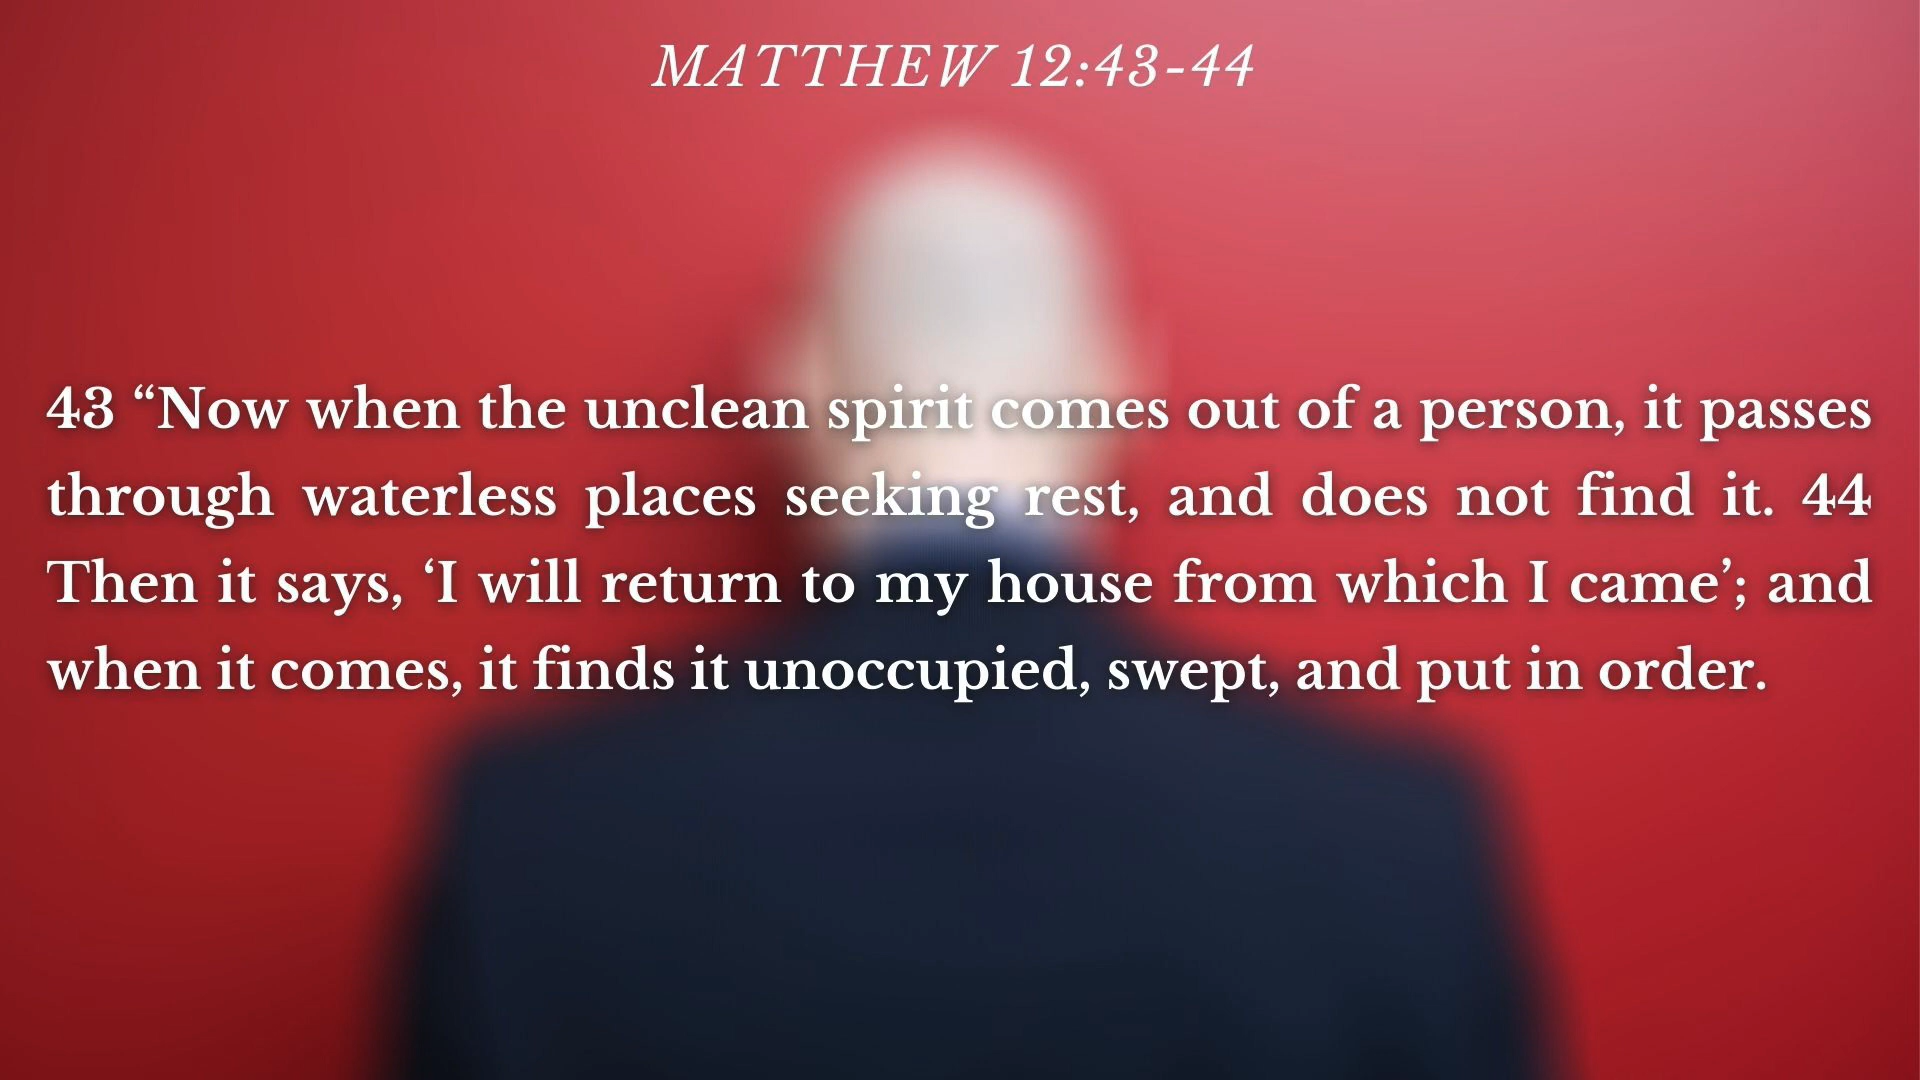 MATTHEW 12:43-44
43 “Now when the unclean spirit comes out of a person, it passes
through waterless places seeking rest, and does not find it. 44
Then it says, ‘I will return to my house from which I came’; and
when it comes, it finds it unoccupied, swept, and put in order.